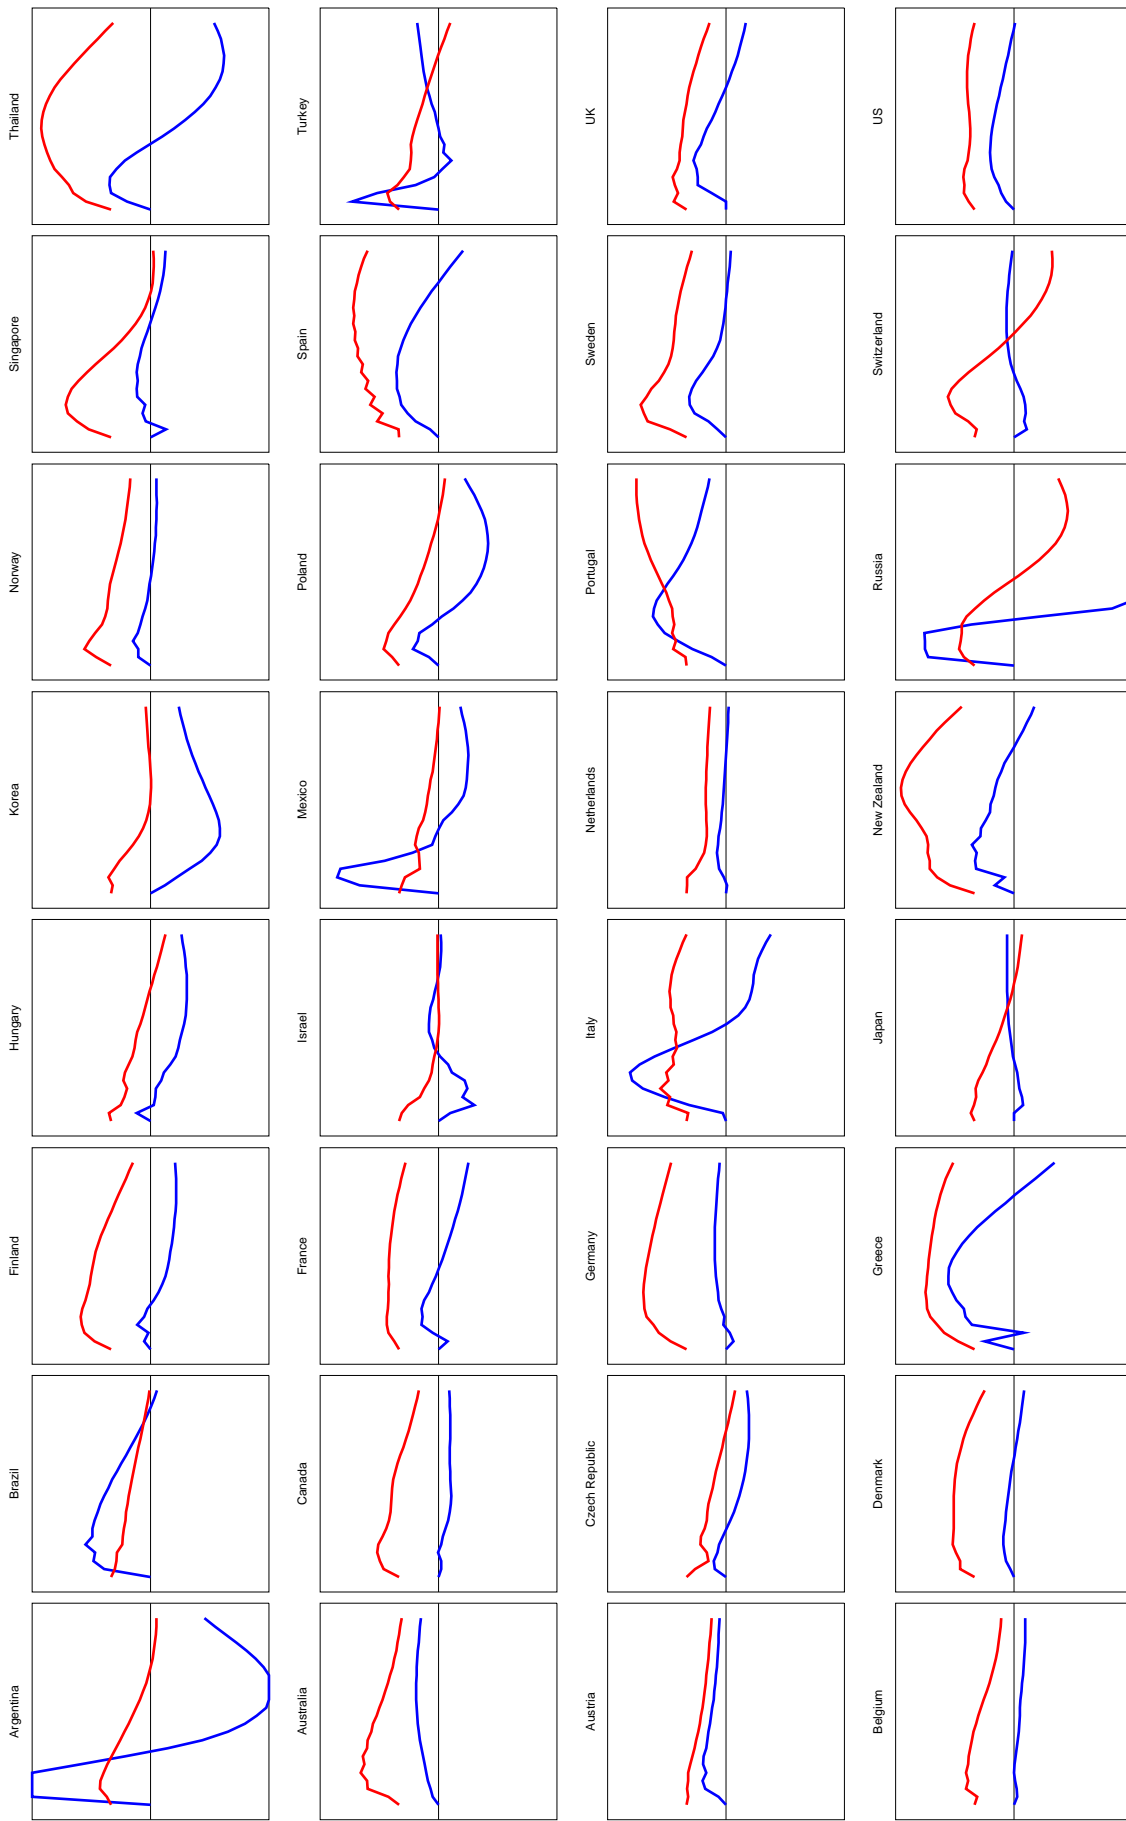 Argentina
Brazil
Finland
Hungary
Korea
Norway
Singapore
Thailand
Australia
Canada
France
Israel
Mexico
Poland
Spain
Turkey
Austria
Czech Republic
Germany
Italy
Netherlands
Portugal
Sweden
UK
Belgium
Denmark
Greece
Japan
New Zealand
Russia
Switzerland
US